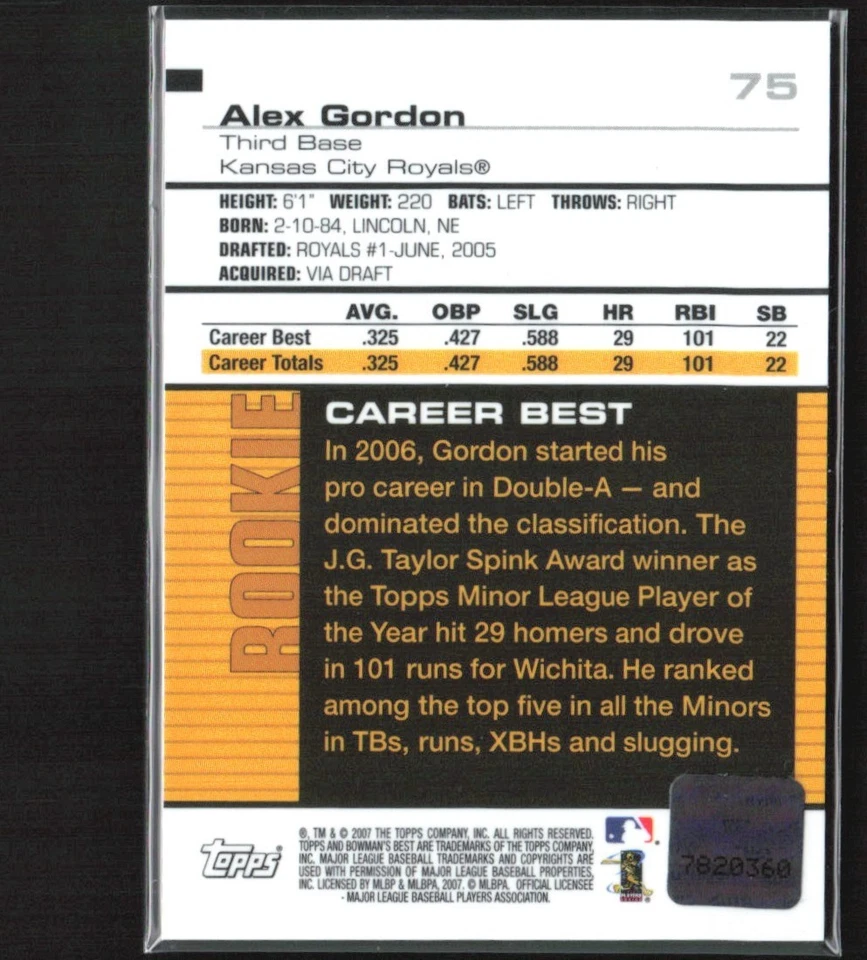 75
Alex Gordon
Third Base
Kansas City Royals®
HEIGHT: 6'1" WEIGHT: 220 BATS: LEFT THROWS: RIGHT
BORN: 2-10-84, LINCOLN, NE
DRAFTED: ROYALS #1-JUNE, 2005
ACQUIRED: VIA DRAFT
AVG. OBP SLG HR RBI SB
Career Best .325 .427 .588 29 101 22
Career Totals .325 .427 .588 29 101 22
ROOKIE
CAREER BEST
In 2006, Gordon started his
pro career in Double-A — and
dominated the classification. The
J.G. Taylor Spink Award winner as
the Topps Minor League Player of
the Year hit 29 homers and drove
in 101 runs for Wichita. He ranked
among the top five in all the Minors
in TBs, runs, XBHs and slugging.
Topps®
®, TM & © 2007 THE TOPPS COMPANY, INC. ALL RIGHTS RESERVED.
TOPPS AND BOWMAN'S BEST ARE TRADEMARKS OF THE TOPPS COMPANY,
INC. MAJOR LEAGUE BASEBALL TRADEMARKS AND COPYRIGHTS ARE
USED WITH PERMISSION OF MAJOR LEAGUE BASEBALL PROPERTIES,
INC. LICENSED BY MLBP & MLBPA, 2007. © MLBPA. OFFICIAL LICENSEE
- MAJOR LEAGUE BASEBALL PLAYERS ASSOCIATION.
7820360